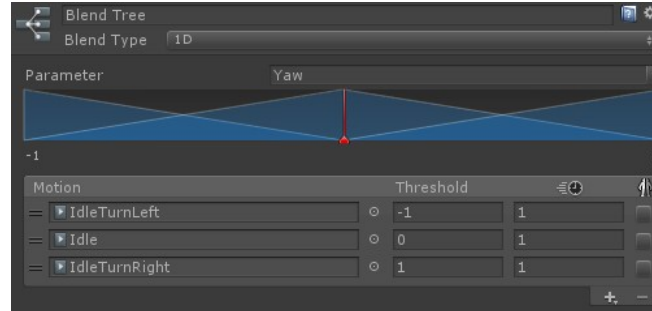 Blend Tree
Blend Type 1D
Parameter Yaw
-1
Motion Threshold
IdleTurnLeft -1 1
Idle 0 1
IdleTurnRight 1 1